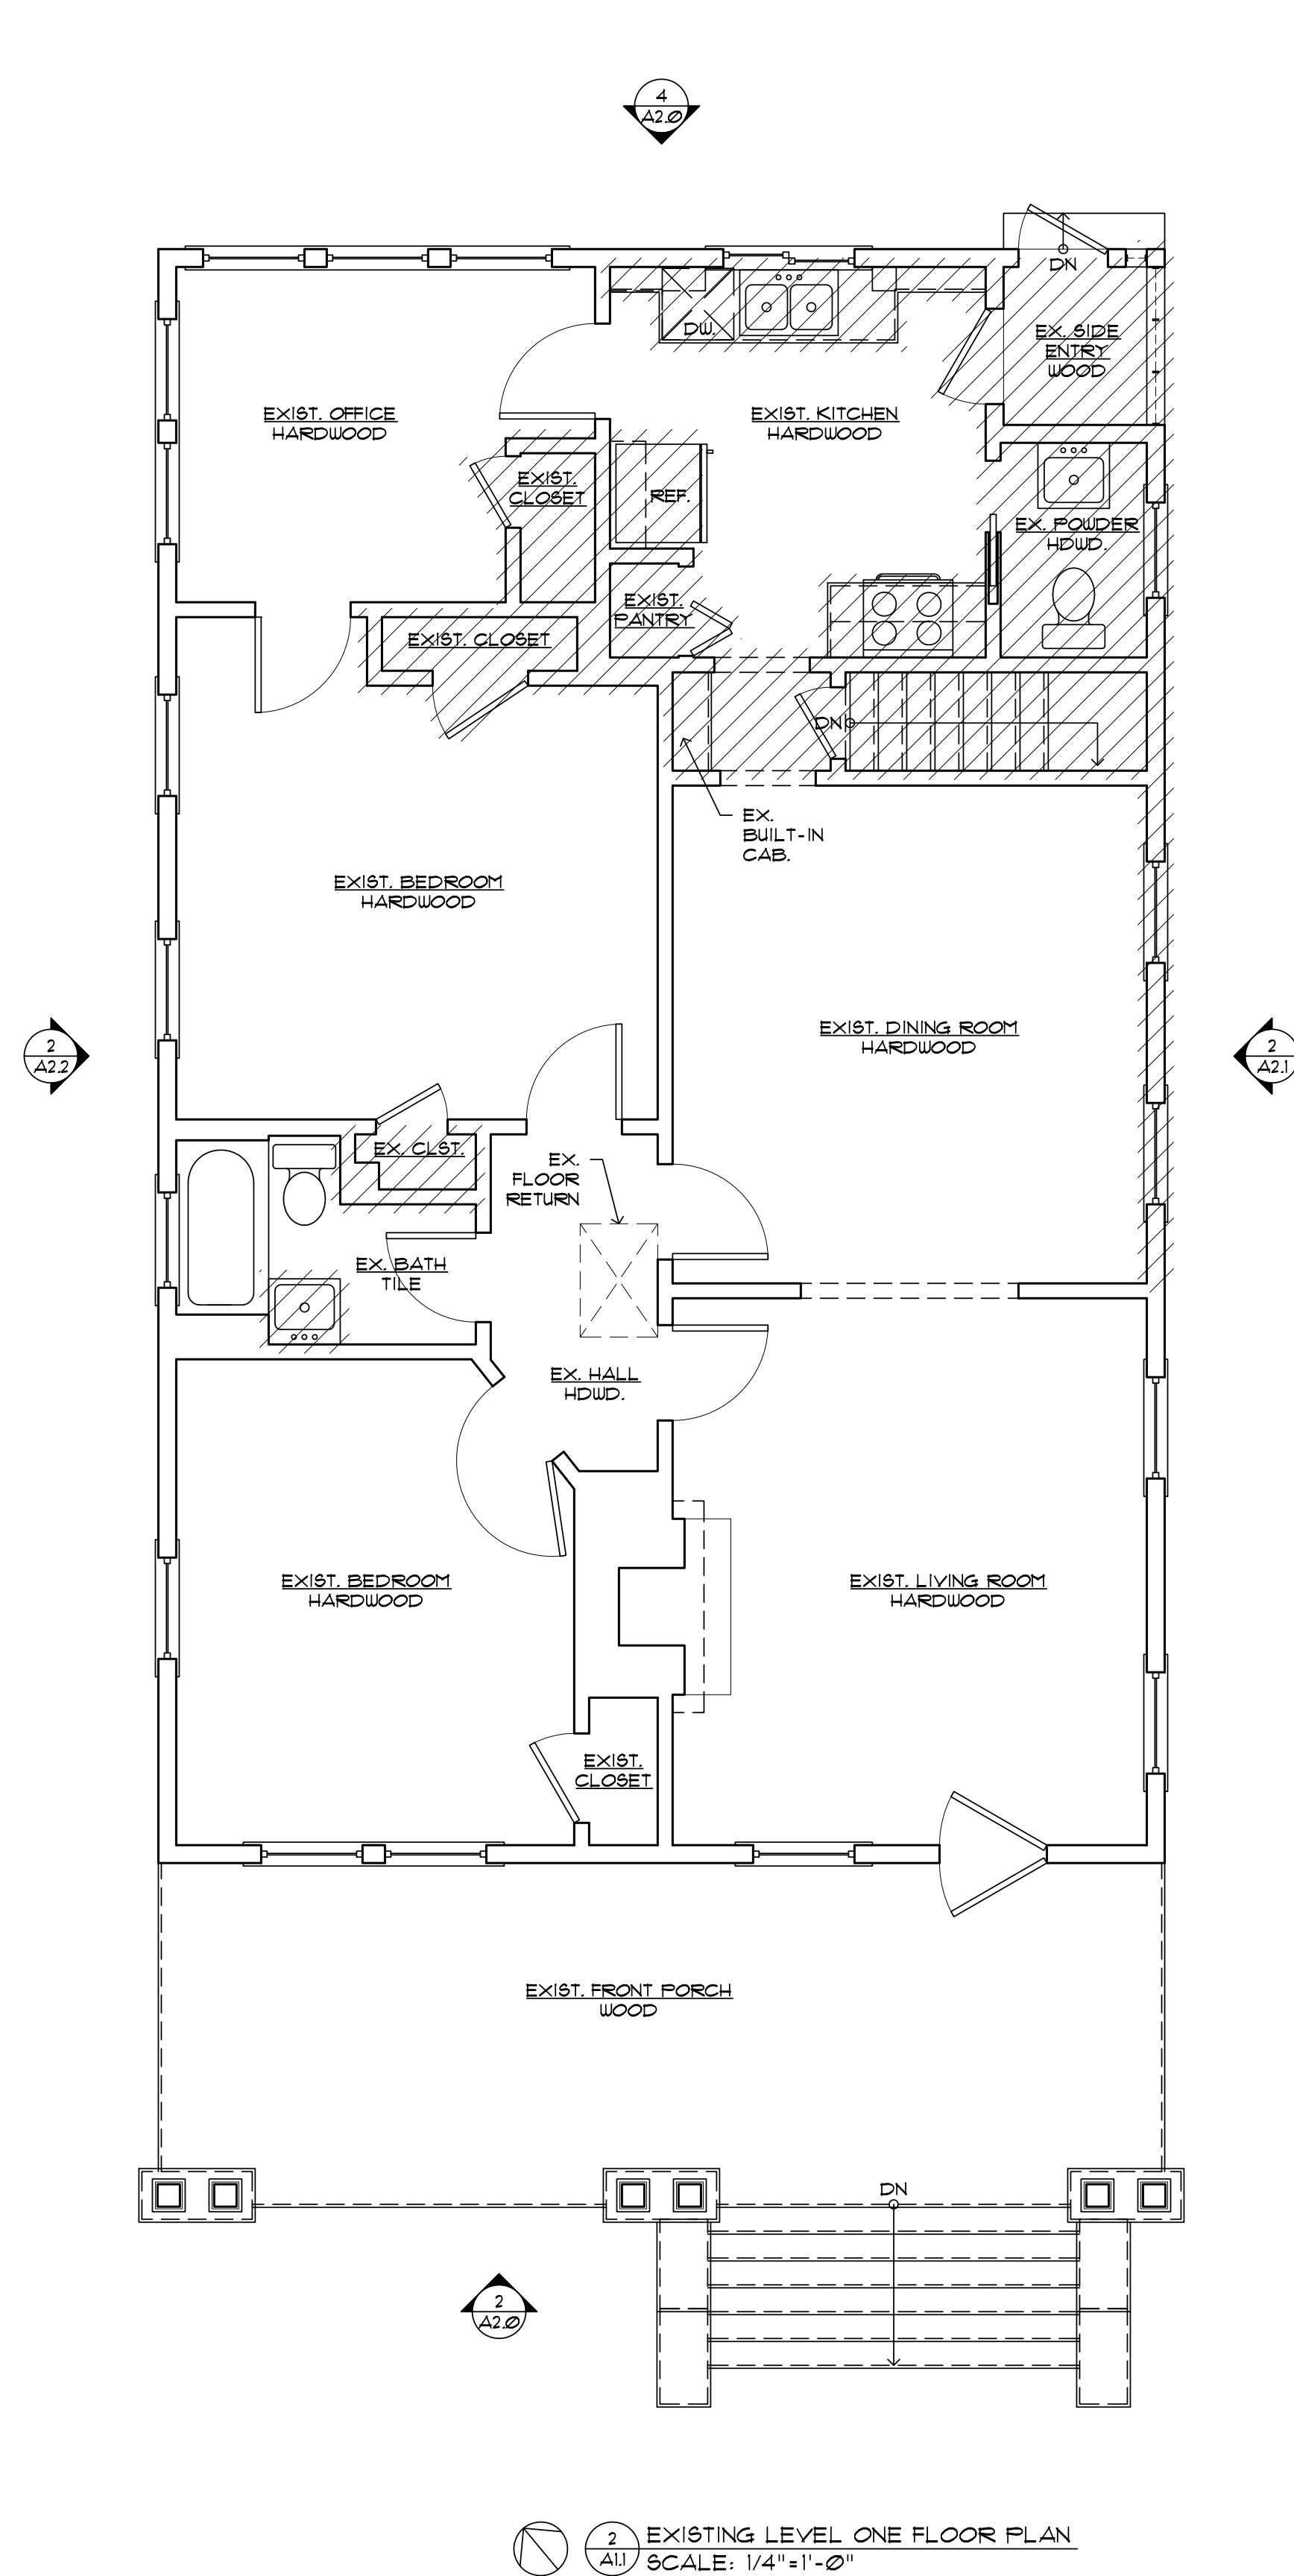 4
A2.0
DN
EX. SIDE
ENTRY
WOOD
DW.
EXIST. OFFICE
HARDWOOD
EXIST. KITCHEN
HARDWOOD
EXIST.
CLOSET
REF.
EX. POWDER
HDWD.
EXIST.
PANTRY
EXIST. CLOSET
DN
EX.
BUILT-IN
CAB.
EXIST. BEDROOM
HARDWOOD
EXIST. DINING ROOM
HARDWOOD
2
A2.2
2
A2.1
EX. CLST.
EX.
FLOOR
RETURN
EX. BATH
TILE
EX. HALL
HDWD.
EXIST. BEDROOM
HARDWOOD
EXIST. LIVING ROOM
HARDWOOD
EXIST.
CLOSET
EXIST. FRONT PORCH
WOOD
DN
2
A2.0
2
A1.1
EXISTING LEVEL ONE FLOOR PLAN
SCALE: 1/4"=1'-0"